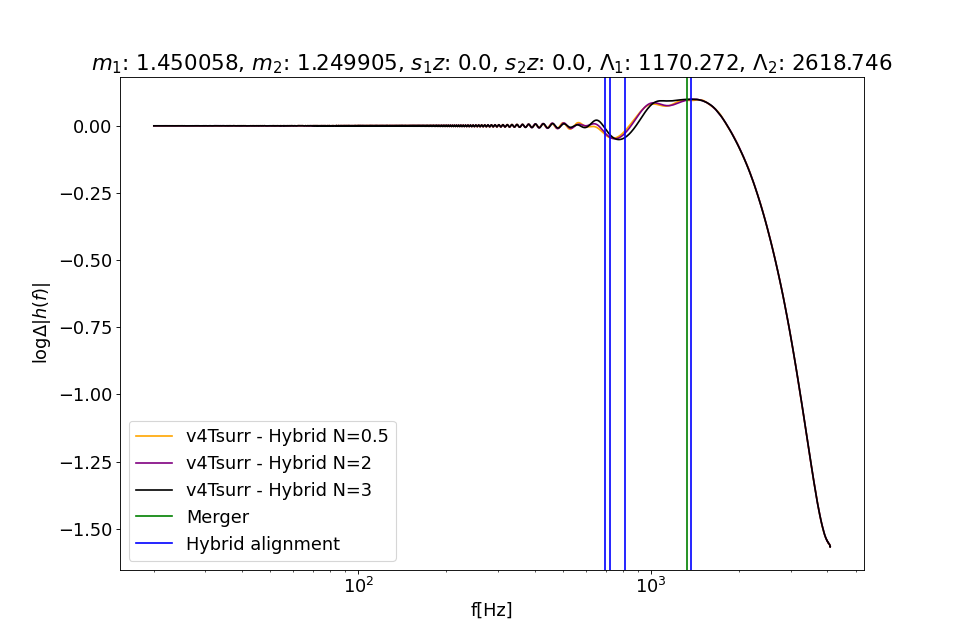 m₁: 1.450058, m₂: 1.249905, s₁z: 0.0, s₂z: 0.0, Λ₁: 1170.272, Λ₂: 2618.746
0.00
−0.25
−0.50
−0.75
−1.00
−1.25
−1.50
logΔ|h(f)|
v4Tsurr - Hybrid N=0.5
v4Tsurr - Hybrid N=2
v4Tsurr - Hybrid N=3
Merger
Hybrid alignment
10² 10³
f[Hz]